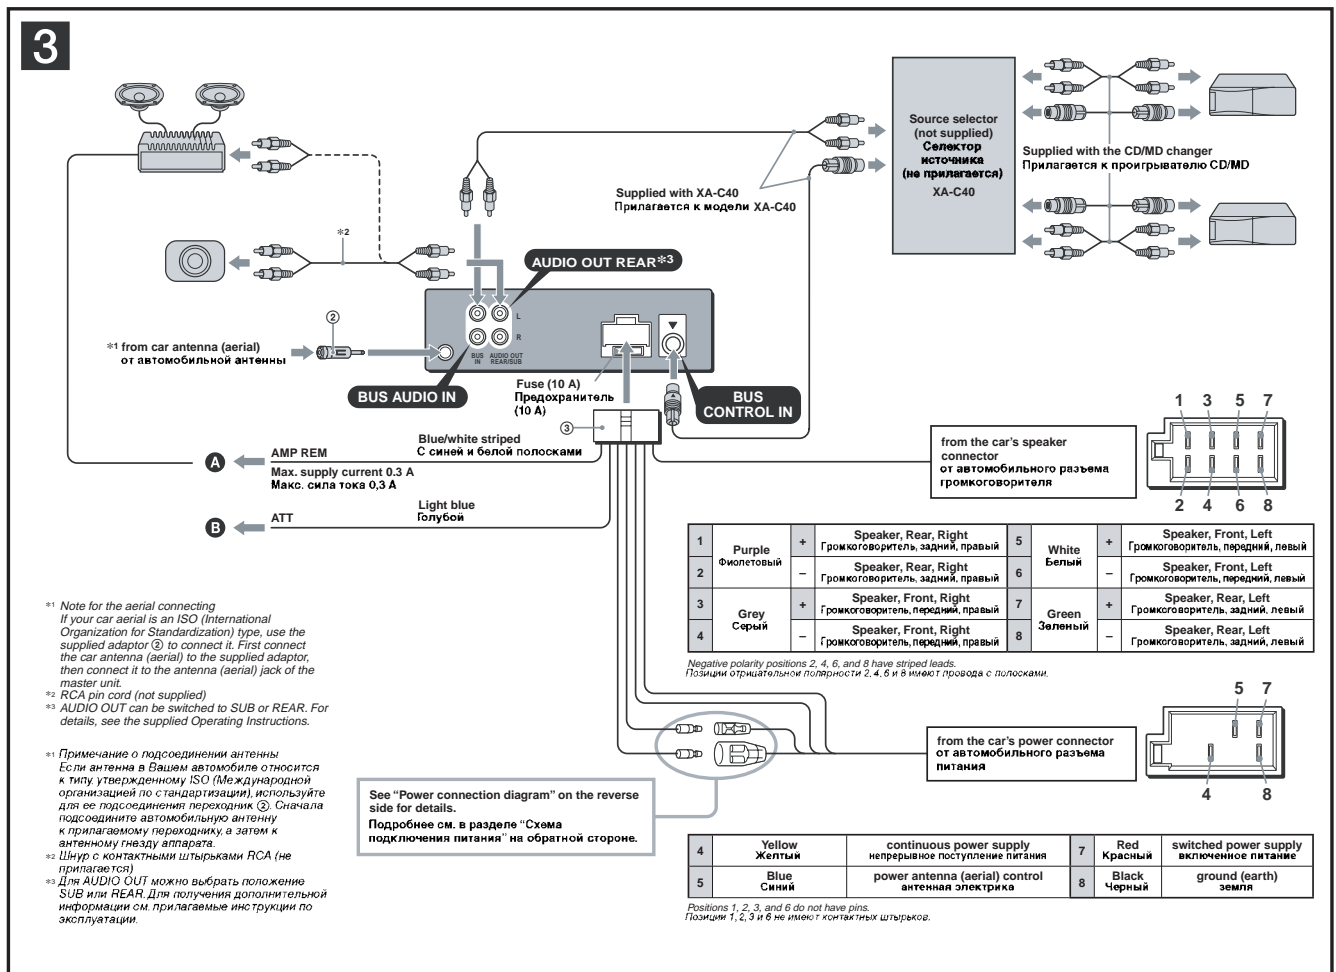 3
Source selector
(not supplied)
Селектор
источника
(не прилагается)
XA-C40
Supplied with the CD/MD changer
Прилагается к проигрывателю CD/MD
Supplied with XA-C40
Прилагается к модели XA-C40
*2
AUDIO OUT REAR*3
2
*1 from car antenna (aerial)
от автомобильной антенны
L
R
BUS
IN
AUDIO OUT
REAR/SUB
BUS AUDIO IN
Fuse (10 A)
Предохранитель
(10 A)
BUS
CONTROL IN
3
Blue/white striped
С синей и белой полосками
A
AMP REM
Max. supply current 0.3 A
Макс. сила тока 0,3 А
Light blue
Голубой
B
ATT
from the car's speaker
connector
от автомобильного разъема
громкоговорителя
1 3 5 7
2 4 6 8
1 Purple Фиолетовый + Speaker, Rear, Right 5 White Белый + Speaker, Front, Left
Громкоговоритель, задний, правый Громкоговоритель, передний, левый
2 – Speaker, Rear, Right 6 – Speaker, Front, Left
Громкоговоритель, задний, правый Громкоговоритель, передний, левый
3 Grey Серый + Speaker, Front, Right 7 Green Зеленый + Speaker, Rear, Left
Громкоговоритель, передний, правый Громкоговоритель, задний, левый
4 – Speaker, Front, Right 8 – Speaker, Rear, Left
Громкоговоритель, передний, правый Громкоговоритель, задний, левый
Negative polarity positions 2, 4, 6, and 8 have striped leads.
Позиции отрицательной полярности 2, 4, 6 и 8 имеют провода с полосками.
*1 Note for the aerial connecting
If your car aerial is an ISO (International
Organization for Standardization) type, use the
supplied adaptor 2 to connect it. First connect
the car antenna (aerial) to the supplied adaptor,
then connect it to the antenna (aerial) jack of the
master unit.
*2 RCA pin cord (not supplied)
*3 AUDIO OUT can be switched to SUB or REAR. For
details, see the supplied Operating Instructions.
*1 Примечание о подсоединении антенны
Если антенна в Вашем автомобиле относится
к типу, утвержденному ISO (Международной
организацией по стандартизации), используйте
для ее подсоединения переходник 2. Сначала
подсоедините автомобильную антенну
к прилагаемому переходнику, а затем к
антенному гнезду аппарата.
*2 Шнур с контактными штырьками RCA (не
прилагается)
*3 Для AUDIO OUT можно выбрать положение
SUB или REAR. Для получения дополнительной
информации см. прилагаемые инструкции по
эксплуатации.
See “Power connection diagram” on the reverse
side for details.
Подробнее см. в разделе “Схема
подключения питания” на обратной стороне.
from the car's power connector
от автомобильного разъема
питания
5 7
4 8
4 Yellow continuous power supply 7 Red switched power supply
Желтый непрерывное поступление питания Красный включенное питание
5 Blue power antenna (aerial) control 8 Black ground (earth)
Синий антенная электрика Черный земля
Positions 1, 2, 3, and 6 do not have pins.
Позиции 1, 2, 3 и 6 не имеют контактных штырьков.